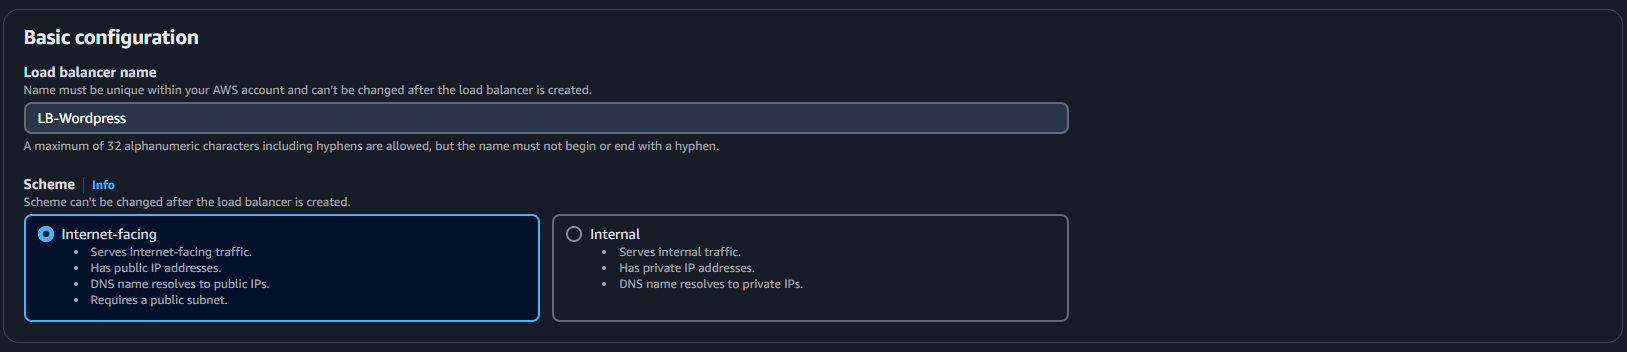 Basic configuration
Load balancer name
Name must be unique within your AWS account and can't be changed after the load balancer is created.
LB-Wordpress
A maximum of 32 alphanumeric characters including hyphens are allowed, but the name must not begin or end with a hyphen.
Scheme | Info
Scheme can't be changed after the load balancer is created.
Internet-facing
• Serves internet-facing traffic.
• Has public IP addresses.
• DNS name resolves to public IPs.
• Requires a public subnet.
Internal
• Serves internal traffic.
• Has private IP addresses.
• DNS name resolves to private IPs.